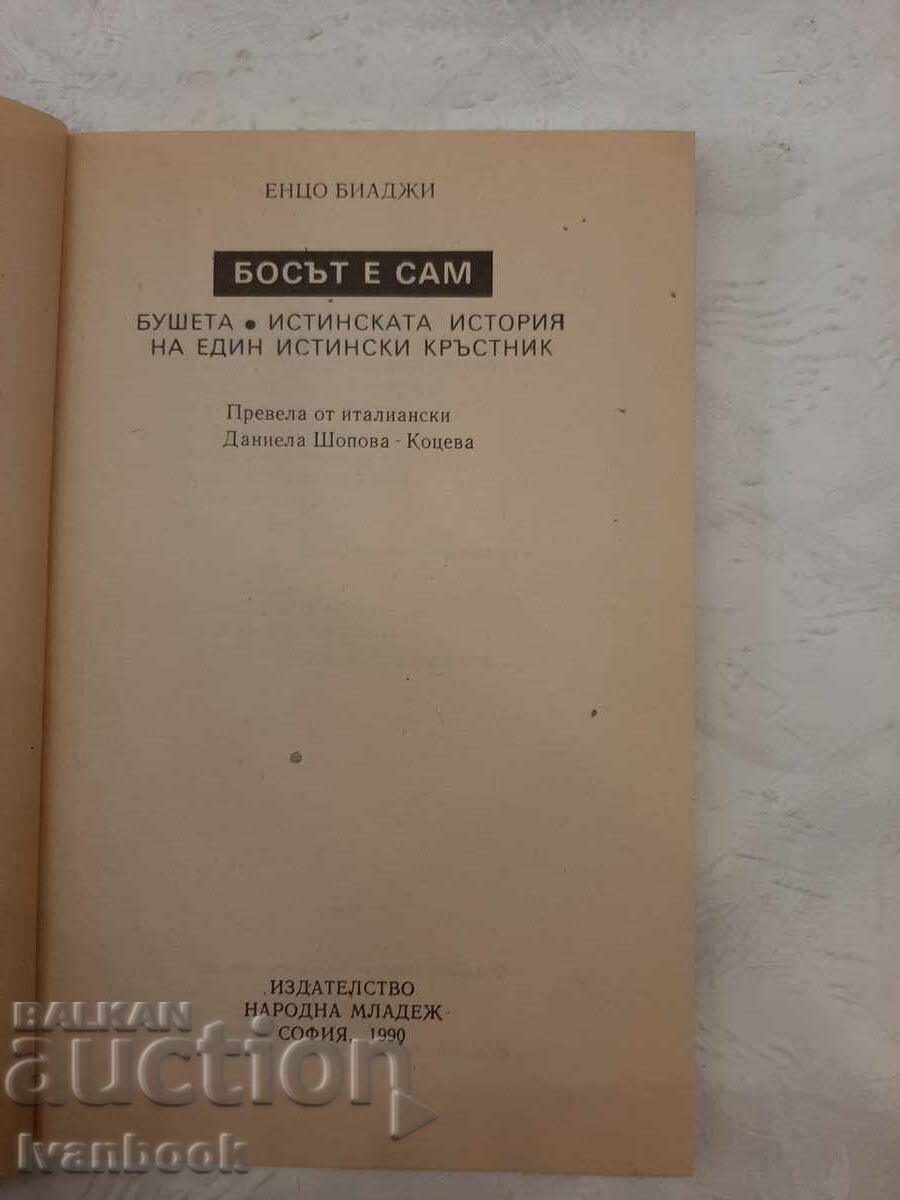 ЕНЦО БИАДЖИ
БОСЪТ Е САМ
БУШЕТА • ИСТИНСКАТА ИСТОРИЯ
НА ЕДИН ИСТИНСКИ КРЪСТНИК
Превела от италиански
Даниела Шопова - Коцева
ИЗДАТЕЛСТВО
НАРОДНА МЛАДЕЖ
СОФИЯ, 1990
BALKAN
auction
Ivanbook